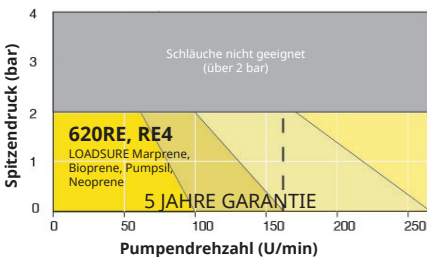 Spitzendruck (bar)
4
3
2
1
0
Schläuche nicht geeignet
(über 2 bar)
620RE, RE4
LOADSURE Marprene,
Bioprene, Pumpsil,
Neoprene
5 JAHRE GARANTIE
0 50 100 150 200 250
Pumpendrehzahl (U/min)